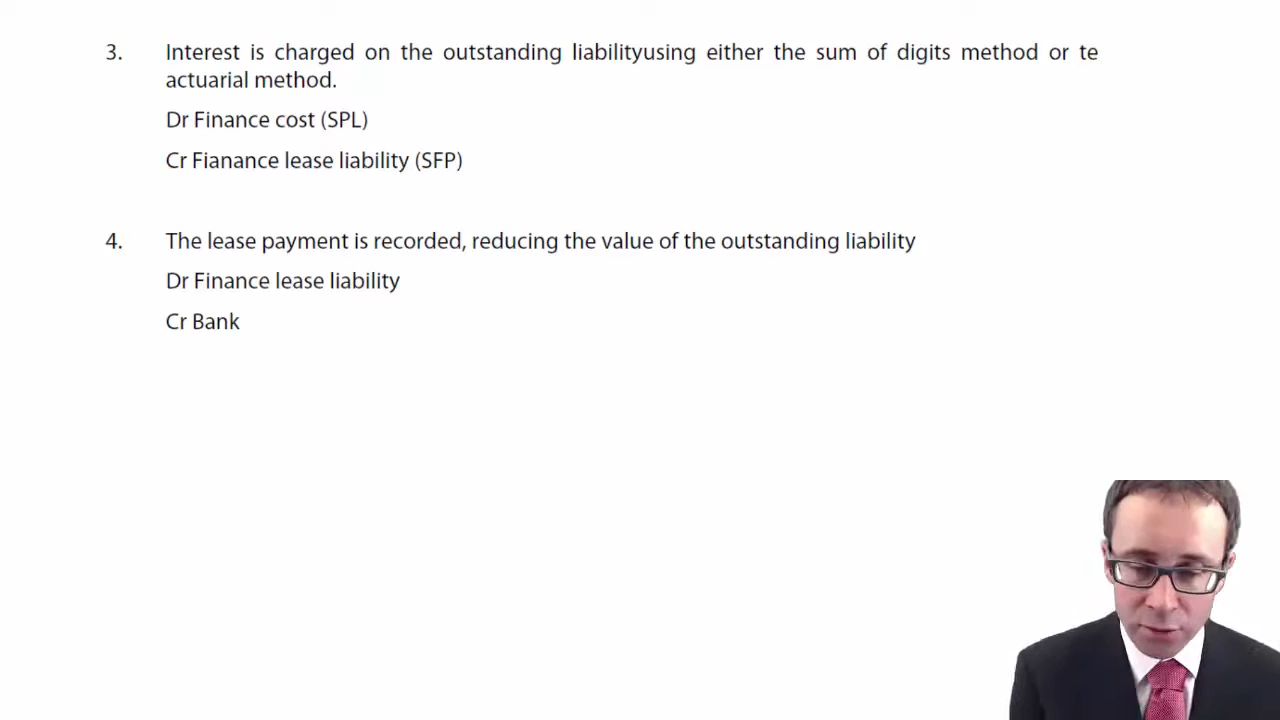 3. Interest is charged on the outstanding liabilityusing either the sum of digits method or te
actuarial method.
Dr Finance cost (SPL)
Cr Fianance lease liability (SFP)
4. The lease payment is recorded, reducing the value of the outstanding liability
Dr Finance lease liability
Cr Bank